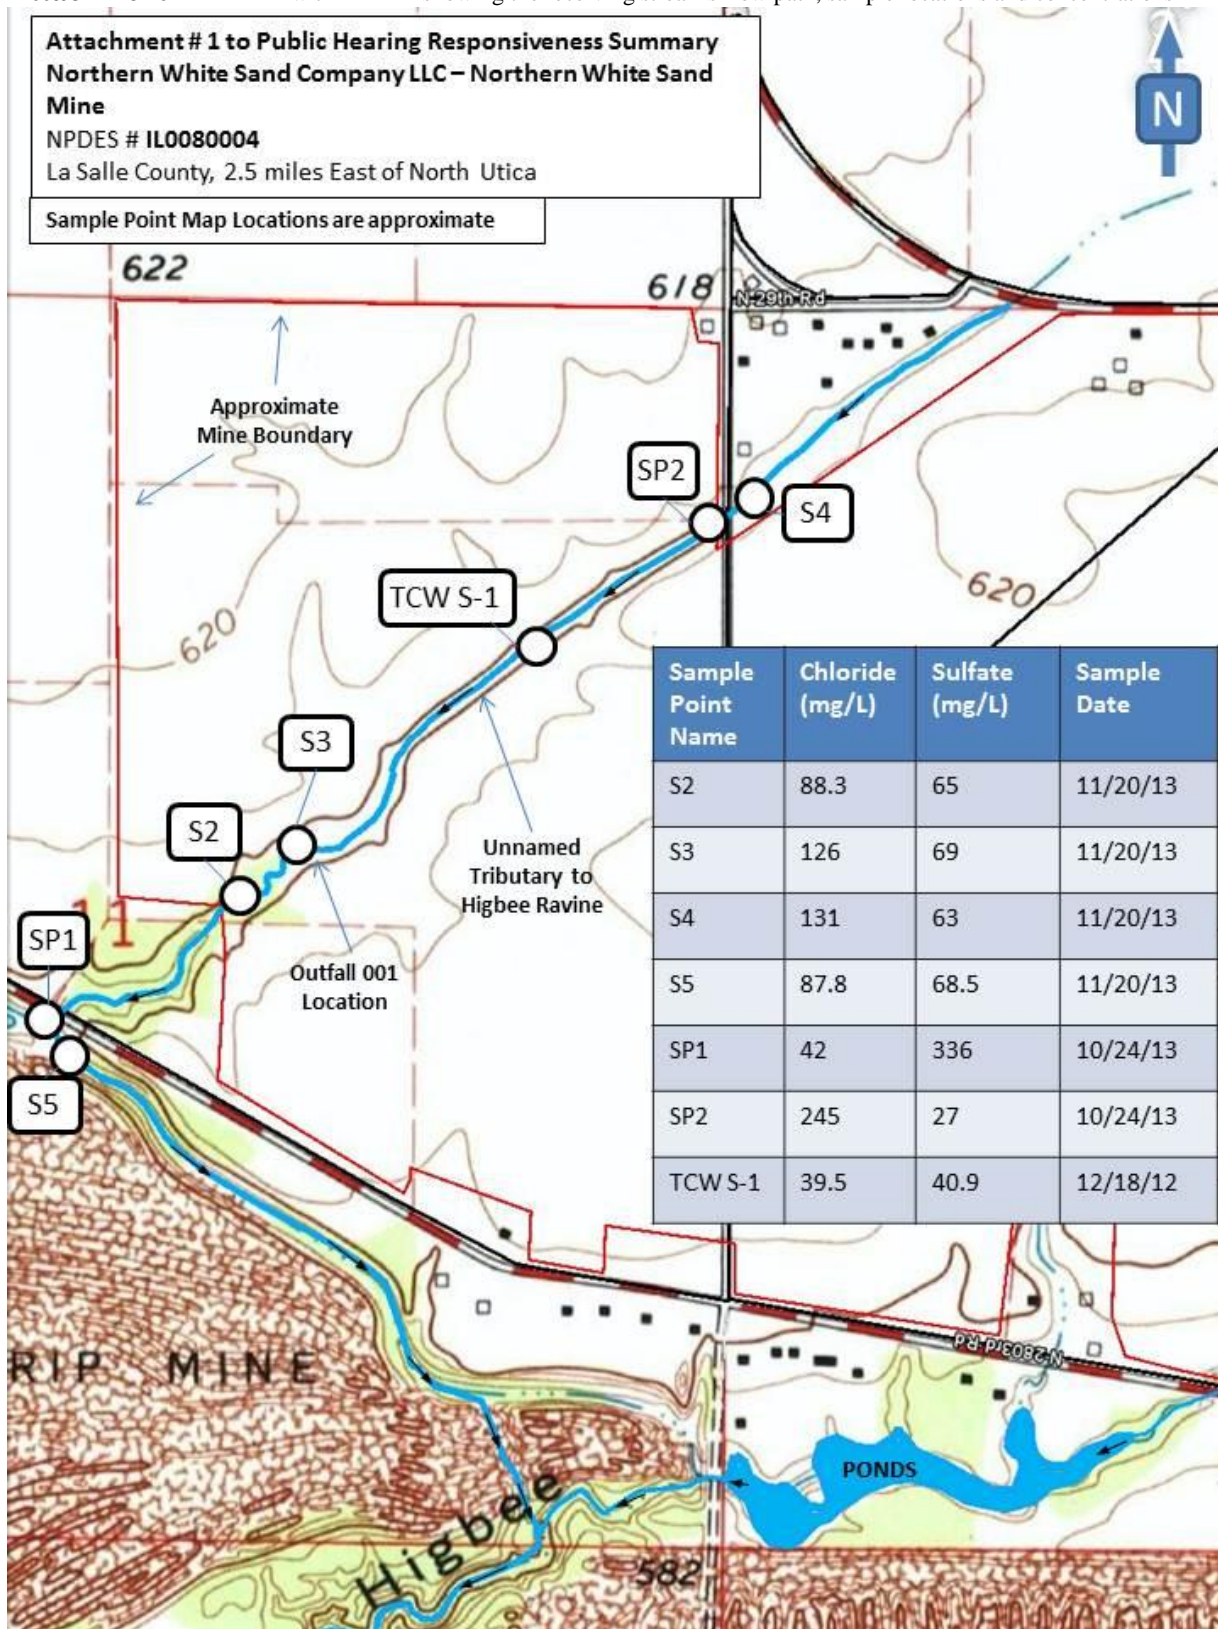 Attachment # 1 to Public Hearing Responsiveness Summary
Northern White Sand Company LLC – Northern White Sand
Mine
NPDES # IL0080004
La Salle County, 2.5 miles East of North Utica
Sample Point Map Locations are approximate
N
622
618
N 29th Rd
Approximate
Mine Boundary
SP2
S4
TCW S-1
620
620
S3
S2
Unnamed
Tributary to
Higbee Ravine
SP1
11
Outfall 001
Location
S5
Sample Point Name Chloride (mg/L) Sulfate (mg/L) Sample Date
S2 88.3 65 11/20/13
S3 126 69 11/20/13
S4 131 63 11/20/13
S5 87.8 68.5 11/20/13
SP1 42 336 10/24/13
SP2 245 27 10/24/13
TCW S-1 39.5 40.9 12/18/12
N 2803rd Rd
RIP MINE
PONDS
Higbee
582